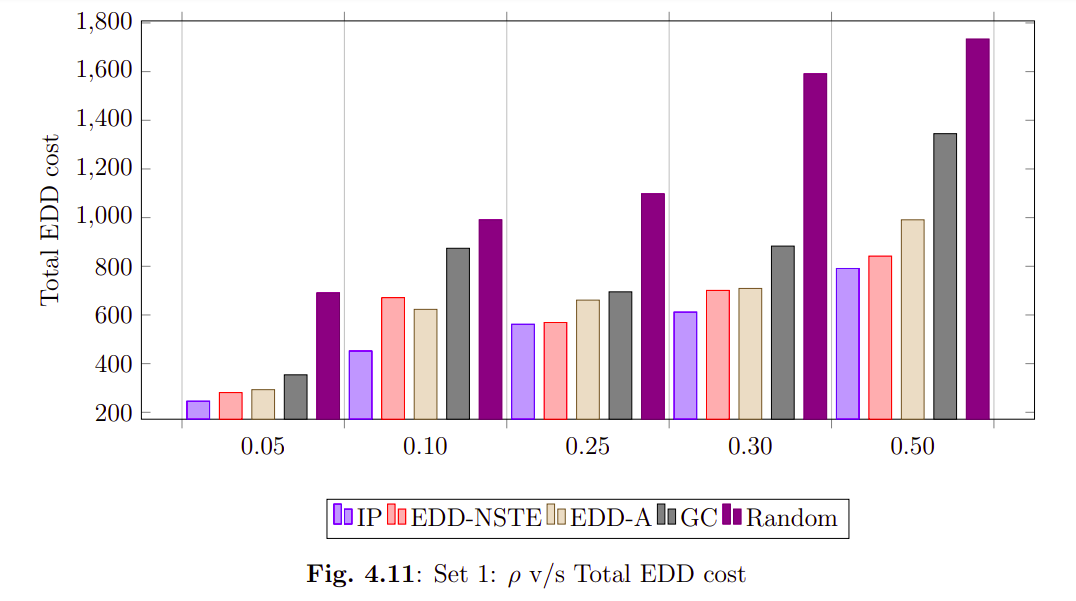 1,800
1,600
1,400
1,200
1,000
800
600
400
200
Total EDD cost
0.05 0.10 0.25 0.30 0.50
IP EDD-NSTE EDD-A GC Random
Fig. 4.11: Set 1: ρ v/s Total EDD cost